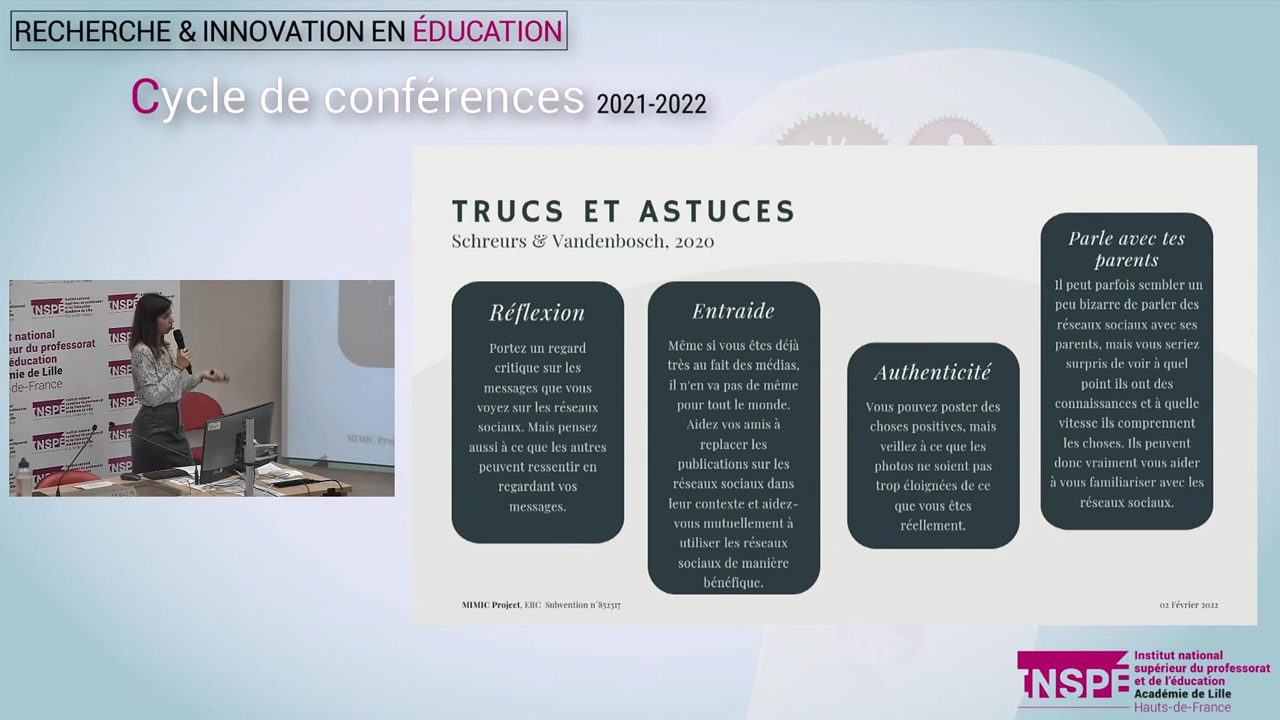 RECHERCHE & INNOVATION EN ÉDUCATION
Cycle de conférences 2021-2022
TRUCS ET ASTUCES
Schreurs & Vandenbosch, 2020
Réflexion
Portez un regard
critique sur les
messages que vous
voyez sur les réseaux
sociaux. Mais pensez
aussi à ce que les autres
peuvent ressentir en
regardant vos
messages.
Entraide
Même si vous êtes déjà
très au fait des médias,
il n'en va pas de même
pour tout le monde.
Aidez vos amis à
replacer les
publications sur les
réseaux sociaux dans
leur contexte et aidez-
vous mutuellement à
utiliser les réseaux
sociaux de manière
bénéfique.
Authenticité
Vous pouvez poster des
choses positives, mais
veillez à ce que les
photos ne soient pas
trop éloignées de ce
que vous êtes
réellement.
Parle avec tes
parents
Il peut parfois sembler un
peu bizarre de parler des
réseaux sociaux avec ses
parents, mais vous seriez
surpris de voir à quel
point ils ont des
connaissances et à quelle
vitesse ils comprennent
les choses. Ils peuvent
donc vraiment vous aider
à vous familiariser avec les
réseaux sociaux.
MIMIC Project, ERC Subvention n°852317
02 Février 2022
INSPÉ
Institut national
supérieur du professorat
et de l'éducation
Académie de Lille
Hauts-de-France